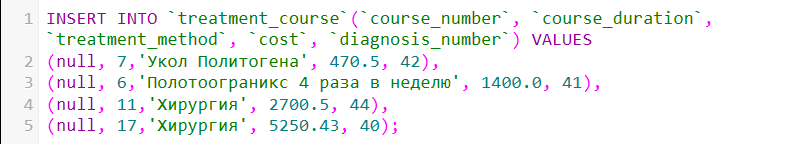 1 INSERT INTO `treatment_course`(`course_number`, `course_duration`,
`treatment_method`, `cost`, `diagnosis_number`) VALUES
2 (null, 7,'Укол Политогена', 470.5, 42),
3 (null, 6,'Полотоограникс 4 раза в неделю', 1400.0, 41),
4 (null, 11,'Хирургия', 2700.5, 44),
5 (null, 17,'Хирургия', 5250.43, 40);